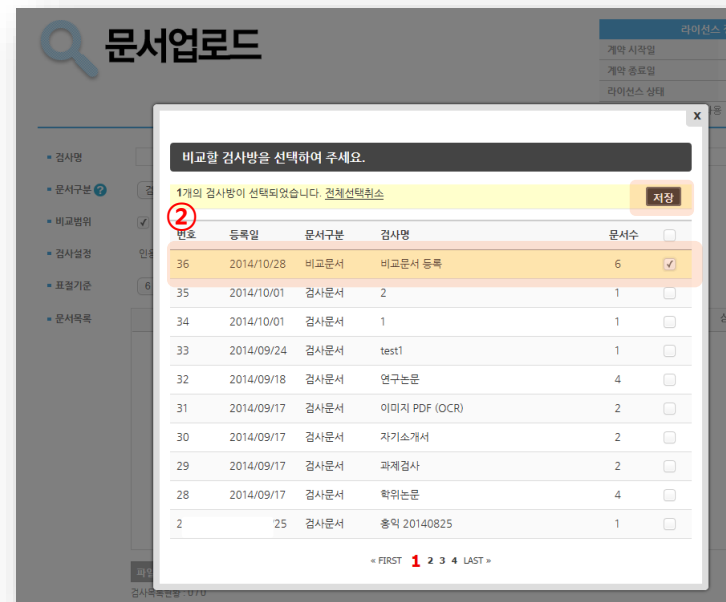 문서업로드
라이선스
계약 시작일
계약 종료일
라이선스 상태
x
비교할 검사방을 선택하여 주세요.
검사명
1개의 검사방이 선택되었습니다. 전체선택취소
저장
문서구분 ?
비교범위
②
번호 등록일 문서구분 검사명 문서수
검사설정
36 2014/10/28 비교문서 비교문서 등록 6
표절기준 6
35 2014/10/01 검사문서 2 1
문서목록
34 2014/10/01 검사문서 1 1
33 2014/09/24 검사문서 test1 1
32 2014/09/18 검사문서 연구논문 4
31 2014/09/17 검사문서 이미지 PDF (OCR) 2
30 2014/09/17 검사문서 자기소개서 2
29 2014/09/17 검사문서 과제검사 2
28 2014/09/17 검사문서 학위논문 4
2 25 검사문서 홍익 20140825 1
« FIRST 1 2 3 4 LAST »